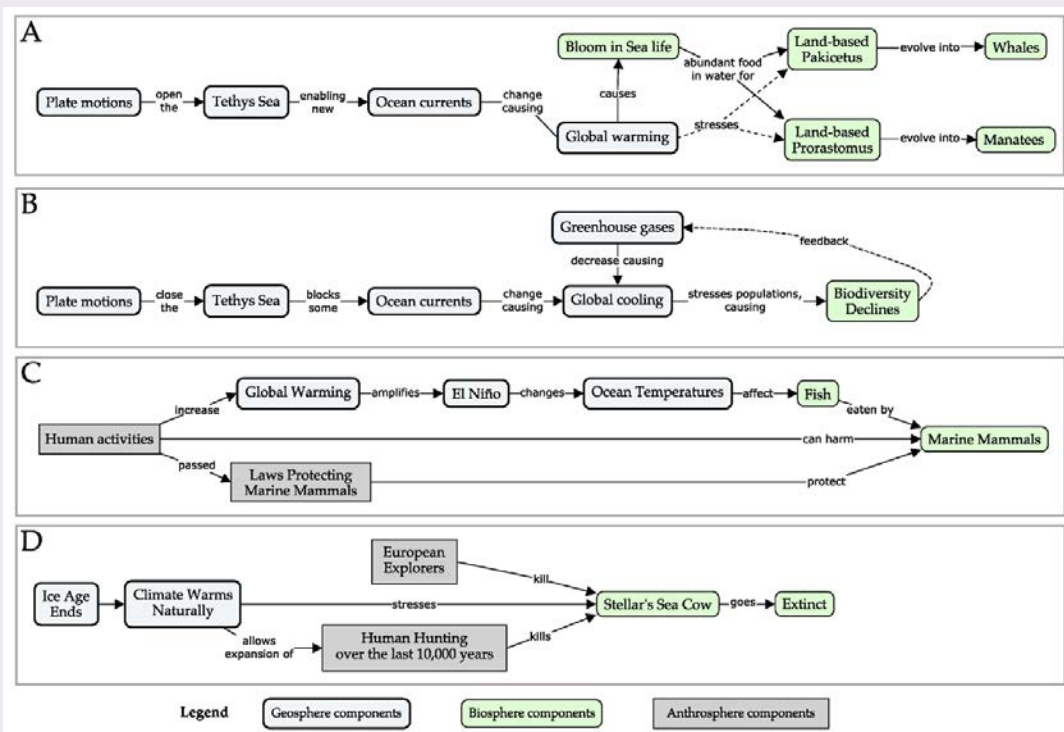 A
Plate motions
open
the
Tethys Sea
enabling
new
Ocean currents
change
causing
Global warming
causes
Bloom in Sea life
abundant food
in water for
stresses
Land-based
Pakicetus
evolve into
Whales
Land-based
Prorastomus
evolve into
Manatees
B
Plate motions
close
the
Tethys Sea
blocks
some
Ocean currents
change
causing
Greenhouse gases
decrease causing
Global cooling
stresses populations,
causing
Biodiversity
Declines
feedback
C
Human activities
increase
Global Warming
amplifies
El Niño
changes
Ocean Temperatures
affect
Fish
eaten by
can harm
Marine Mammals
passed
Laws Protecting
Marine Mammals
protect
D
Ice Age
Ends
Climate Warms
Naturally
European
Explorers
kill
stresses
allows
expansion of
Human Hunting
over the last 10,000 years
kills
Stellar's Sea Cow
goes
Extinct
Legend
Geosphere components
Biosphere components
Anthrosphere components